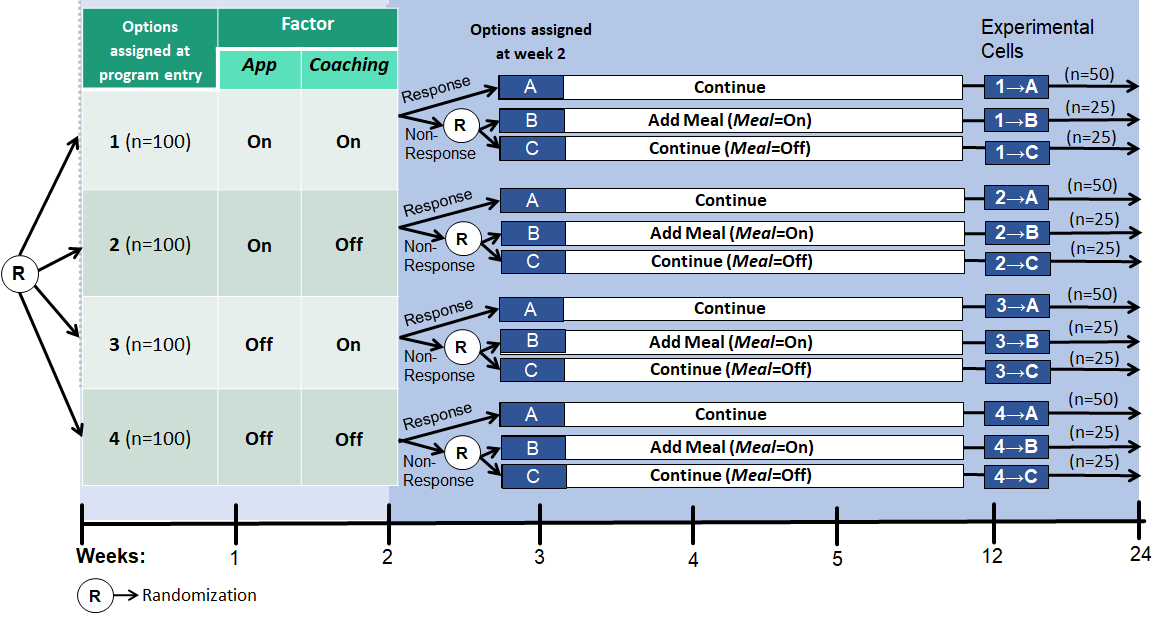 Options
assigned at
program entry
Factor
App
Coaching
Options assigned
at week 2
Experimental
Cells
1 (n=100)
On
On
Response
Non-
Response
R
A
Continue
1→A
(n=50)
B
Add Meal (Meal=On)
1→B
(n=25)
C
Continue (Meal=Off)
1→C
(n=25)
2 (n=100)
On
Off
Response
Non-
Response
R
A
Continue
2→A
(n=50)
B
Add Meal (Meal=On)
2→B
(n=25)
C
Continue (Meal=Off)
2→C
(n=25)
R
3 (n=100)
Off
On
Response
Non-
Response
R
A
Continue
3→A
(n=50)
B
Add Meal (Meal=On)
3→B
(n=25)
C
Continue (Meal=Off)
3→C
(n=25)
4 (n=100)
Off
Off
Response
Non-
Response
R
A
Continue
4→A
(n=50)
B
Add Meal (Meal=On)
4→B
(n=25)
C
Continue (Meal=Off)
4→C
(n=25)
Weeks: 1 2 3 4 5 12 24
R → Randomization